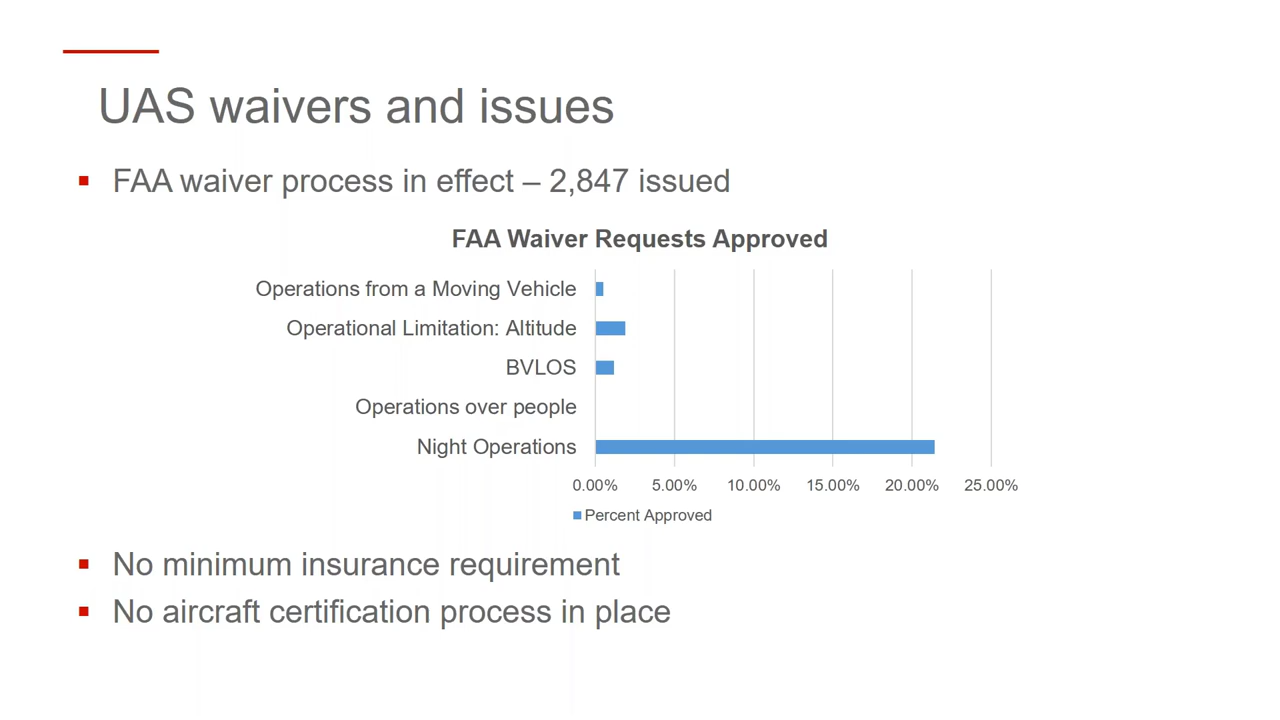 UAS waivers and issues
FAA waiver process in effect – 2,847 issued
FAA Waiver Requests Approved
Operations from a Moving Vehicle
Operational Limitation: Altitude
BVLOS
Operations over people
Night Operations
0.00% 5.00% 10.00% 15.00% 20.00% 25.00%
Percent Approved
No minimum insurance requirement
No aircraft certification process in place